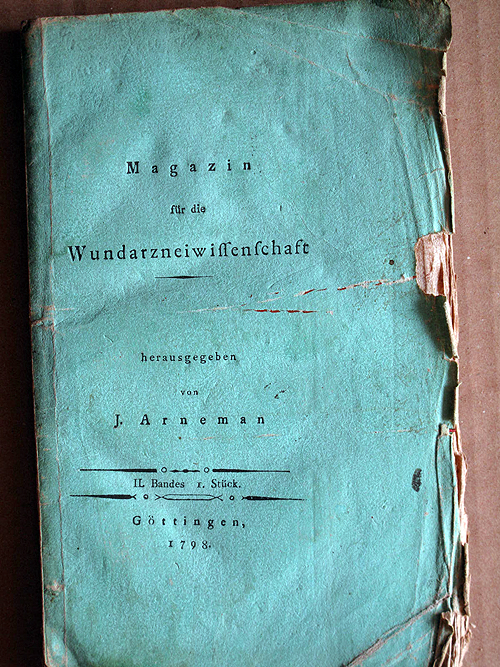 Magazin
für die
Wundarzneiwiſſenſchaft
herausgegeben
von
J. Arneman
II. Bandes 1. Stück.
Göttingen,
1798.